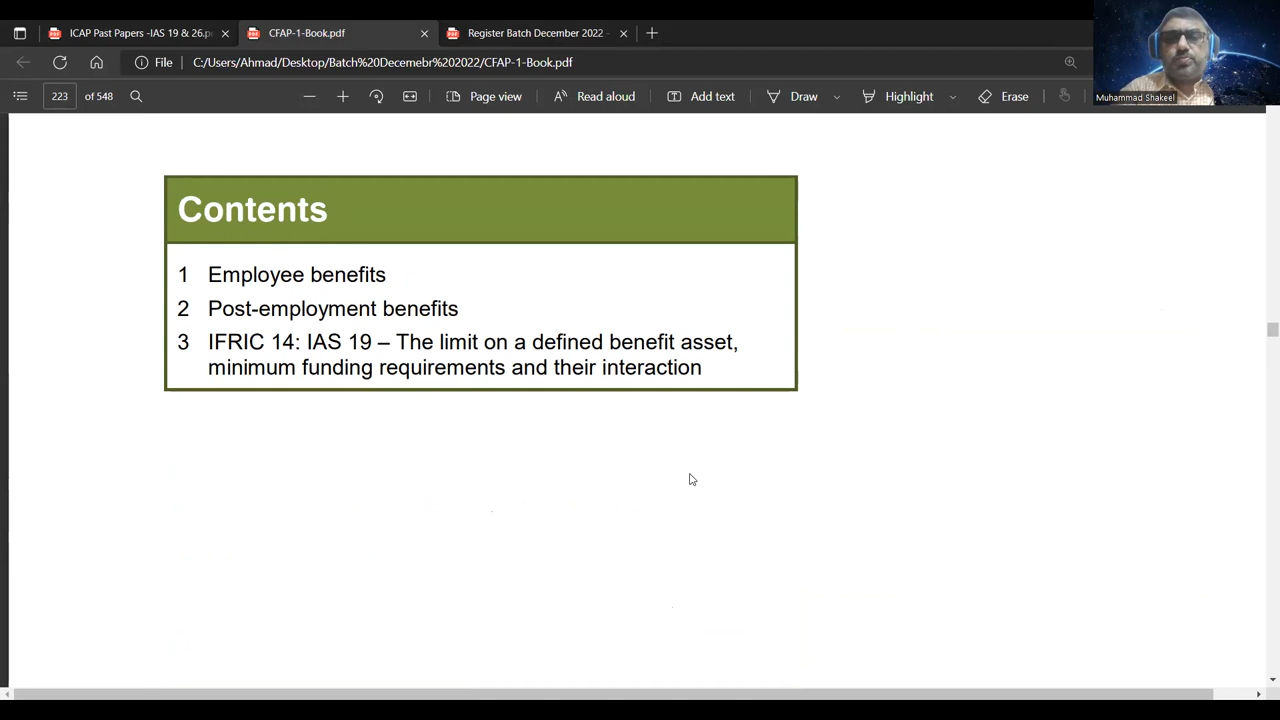 ICAP Past Papers -IAS 19 & 26.p
CFAP-1-Book.pdf
Register Batch December 2022 -
File
C:/Users/Ahmad/Desktop/Batch%20Decemebr%202022/CFAP-1-Book.pdf
223 of 548
Page view
Read aloud
Add text
Draw
Highlight
Erase
Muhammad Shakeel
Contents
1 Employee benefits
2 Post-employment benefits
3 IFRIC 14: IAS 19 – The limit on a defined benefit asset,
minimum funding requirements and their interaction